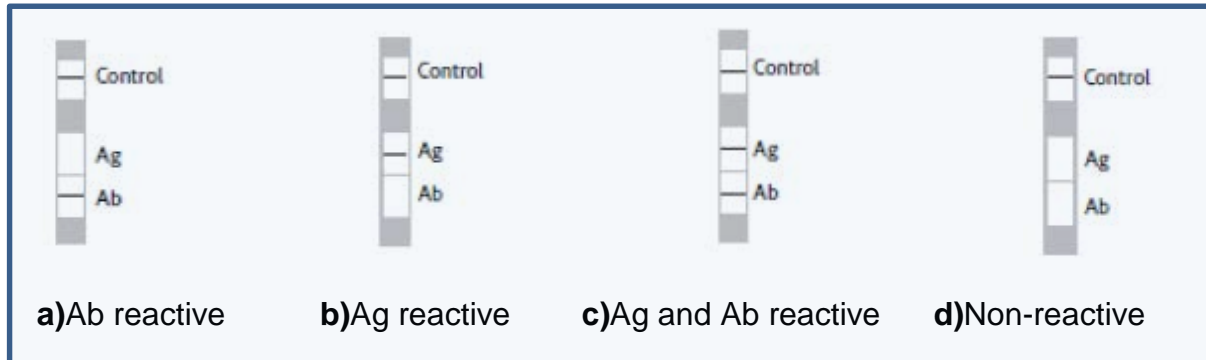 Control
Ag
Ab
Control
Ag
Ab
Control
Ag
Ab
Control
Ag
Ab
a)Ab reactive
b)Ag reactive
c)Ag and Ab reactive
d)Non-reactive